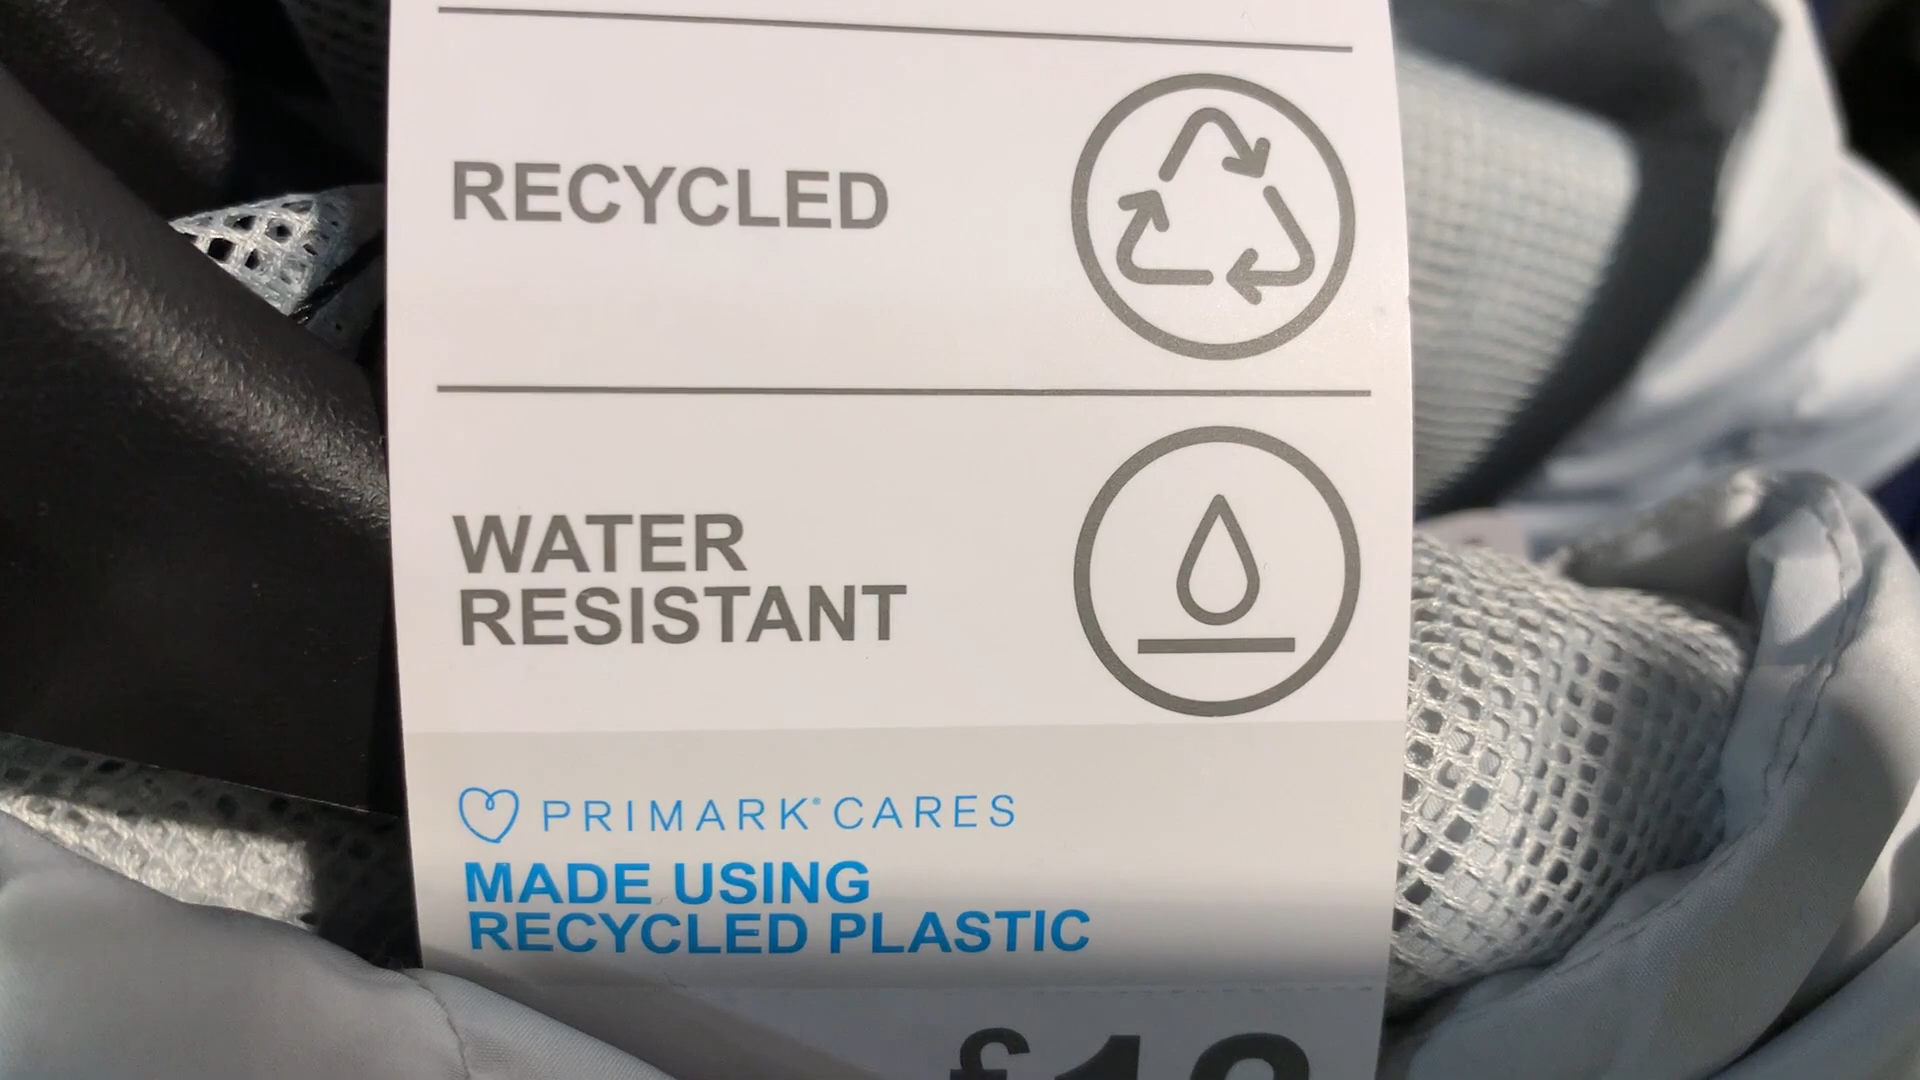 RECYCLED
WATER
RESISTANT
PRIMARK® CARES
MADE USING
RECYCLED PLASTIC